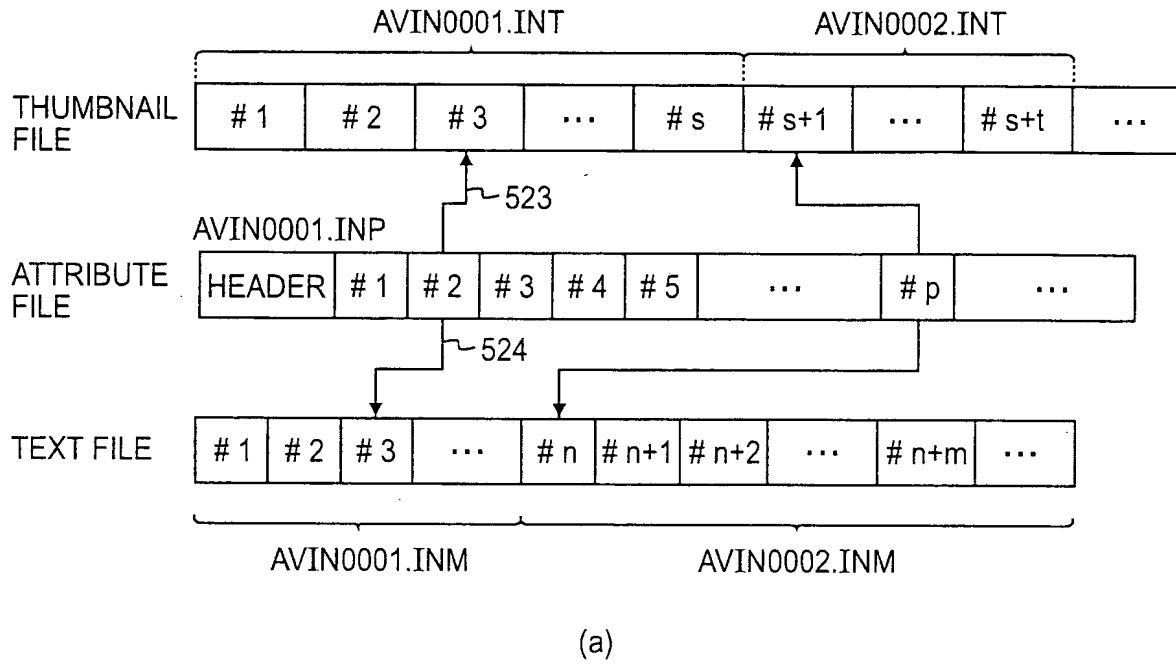 AVIN0001.INT AVIN0002.INT
THUMBNAIL FILE # 1 # 2 # 3 ... # s # s+1 ... # s+t ...
523
AVIN0001.INP
ATTRIBUTE FILE HEADER # 1 # 2 # 3 # 4 # 5 ... # p ...
524
TEXT FILE # 1 # 2 # 3 ... # n # n+1 # n+2 ... # n+m ...
AVIN0001.INM AVIN0002.INM
(a)